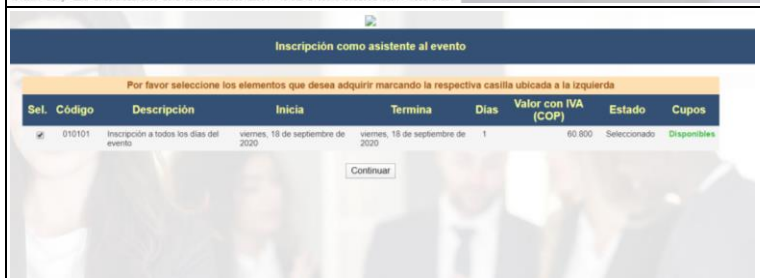 Inscripción como asistente al evento
Por favor seleccione los elementos que desea adquirir marcando la respectiva casilla ubicada a la izquierda
Sel. Código Descripción Inicia Termina Días Valor con IVA (COP) Estado Cupos
010101 Inscripción a todos los días del evento viernes, 18 de septiembre de 2020 viernes, 18 de septiembre de 2020 1 60.800 Seleccionado Disponibles
Continuar